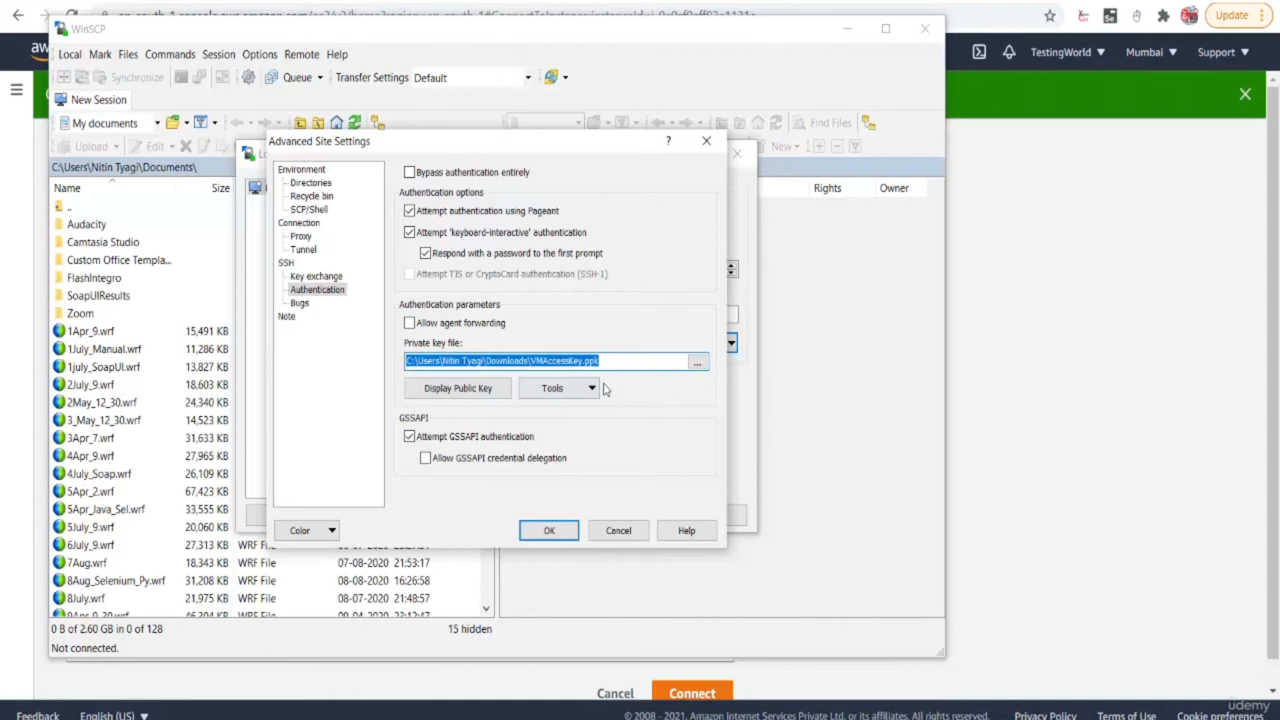 Update
WinSCP
Local Mark Files Commands Session Options Remote Help
aws
TestingWorld Mumbai Support
Synchronize Queue Transfer Settings Default
New Session
My documents Find Files
Upload Edit New
C:\Users\Nitin Tyagi\Documents\
Name Size Rights Owner
..
Audacity
Camtasia Studio
Custom Office Templa...
FlashIntegro
SoapUIResults
Zoom
1Apr_9.wrf 15,491 KB
1July_Manual.wrf 11,286 KB
1july_SoapUI.wrf 13,827 KB
2July_9.wrf 18,603 KB
2May_12_30.wrf 24,340 KB
3_May_12_30.wrf 14,523 KB
3Apr_7.wrf 31,633 KB
4Apr_9.wrf 27,965 KB
4July_Soap.wrf 26,109 KB
5Apr_2.wrf 67,423 KB
5Apr_Java_Sel.wrf 33,555 KB
5July_9.wrf 20,060 KB
6July_9.wrf 27,313 KB WRF File
7Aug.wrf 18,343 KB WRF File 07-08-2020 21:53:17
8Aug_Selenium_Py.wrf 31,208 KB WRF File 08-08-2020 16:26:58
8July.wrf 21,975 KB WRF File 08-07-2020 21:48:57
0 B of 2.60 GB in 0 of 128 15 hidden
Not connected.
Advanced Site Settings ?
Environment
Directories
Recycle bin
SCP/Shell
Connection
Proxy
Tunnel
SSH
Key exchange
Authentication
Bugs
Note
Bypass authentication entirely
Authentication options
Attempt authentication using Pageant
Attempt 'keyboard-interactive' authentication
Respond with a password to the first prompt
Attempt TIS or CryptoCard authentication (SSH-1)
Authentication parameters
Allow agent forwarding
Private key file:
C:\Users\Nitin Tyagi\Downloads\VMAccessKey.ppk ...
Display Public Key Tools
GSSAPI
Attempt GSSAPI authentication
Allow GSSAPI credential delegation
Color OK Cancel Help
Cancel Connect
Feedback English (US) © 2008 - 2021, Amazon Internet Services Private Ltd. or its affiliates. All rights reserved. Privacy Policy Terms of Use Cookie preferences
udemy